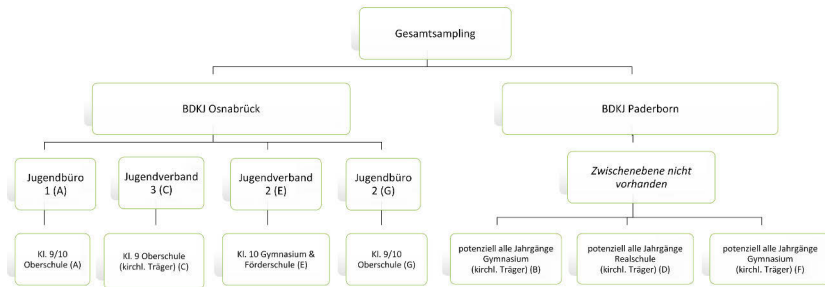 Gesamtsampling
BDKJ Osnabrück
BDKJ Paderborn
Jugendbüro
1 (A)
Jugendverband
3 (C)
Jugendverband
2 (E)
Jugendbüro
2 (G)
Zwischenebene nicht
vorhanden
Kl. 9/10
Oberschule (A)
Kl. 9 Oberschule
(kirchl. Träger) (C)
Kl. 10 Gymnasium &
Förderschule (E)
Kl. 9/10
Oberschule (G)
potenziell alle Jahrgänge
Gymnasium
(kirchl. Träger) (B)
potenziell alle Jahrgänge
Realschule
(kirchl. Träger) (D)
potenziell alle Jahrgänge
Gymnasium
(kirchl. Träger) (F)